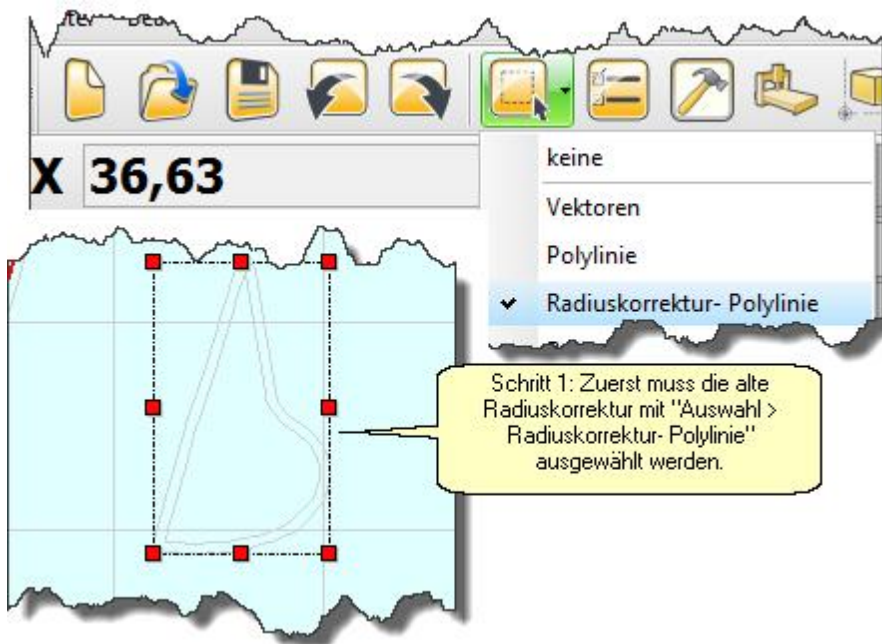 X 36,63
keine
Vektoren
Polylinie
Radiuskorrektur- Polylinie
Schritt 1: Zuerst muss die alte
Radiuskorrektur mit "Auswahl >
Radiuskorrektur- Polylinie"
ausgewählt werden.